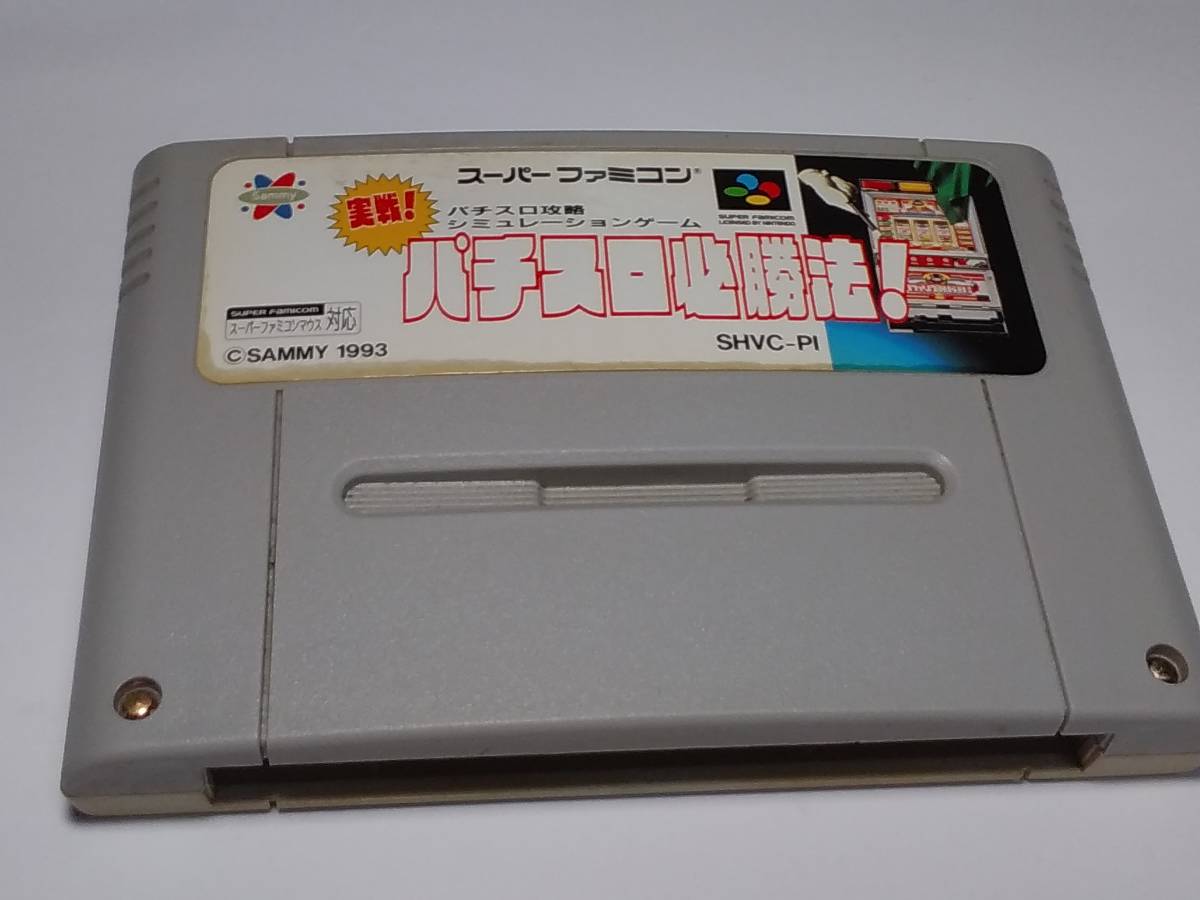 スーパーファミコン®
Sammy
実戦!
パチスロ攻略
シミュレーションゲーム
SUPER FAMICOM
LICENSED BY NINTENDO
パチスロ必勝法!
SUPER FAMICOM
スーパーファミコンマウス対応
©SAMMY 1993
SHVC-PI